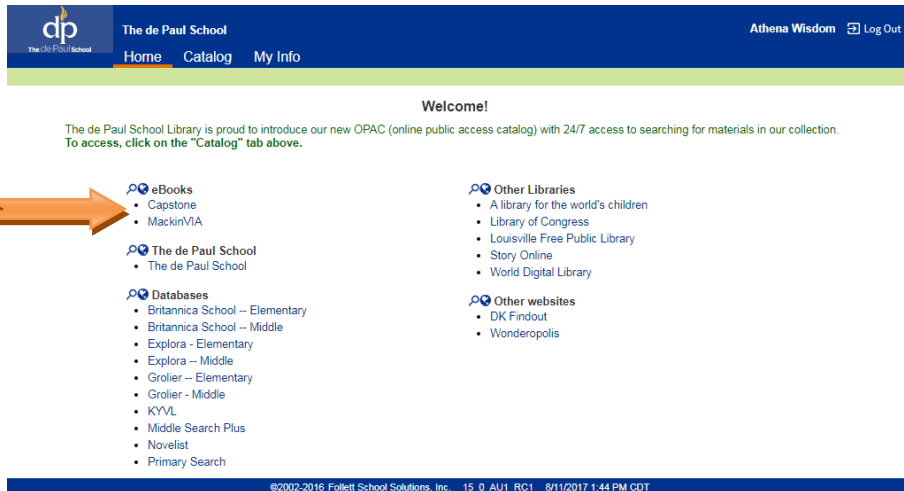 dp
The de Paul School
The de Paul School
Athena Wisdom
Log Out
Home Catalog My Info
Welcome!
The de Paul School Library is proud to introduce our new OPAC (online public access catalog) with 24/7 access to searching for materials in our collection.
To access, click on the "Catalog" tab above.
eBooks
Capstone
MackinVIA
The de Paul School
The de Paul School
Databases
Britannica School -- Elementary
Britannica School -- Middle
Explora - Elementary
Explora -- Middle
Grolier -- Elementary
Grolier - Middle
KYVL
Middle Search Plus
Novelist
Primary Search
Other Libraries
A library for the world's children
Library of Congress
Louisville Free Public Library
Story Online
World Digital Library
Other websites
DK Findout
Wonderopolis
©2002-2016 Follett School Solutions, Inc. 15_0_AU1_RC1 8/11/2017 1:44 PM CDT